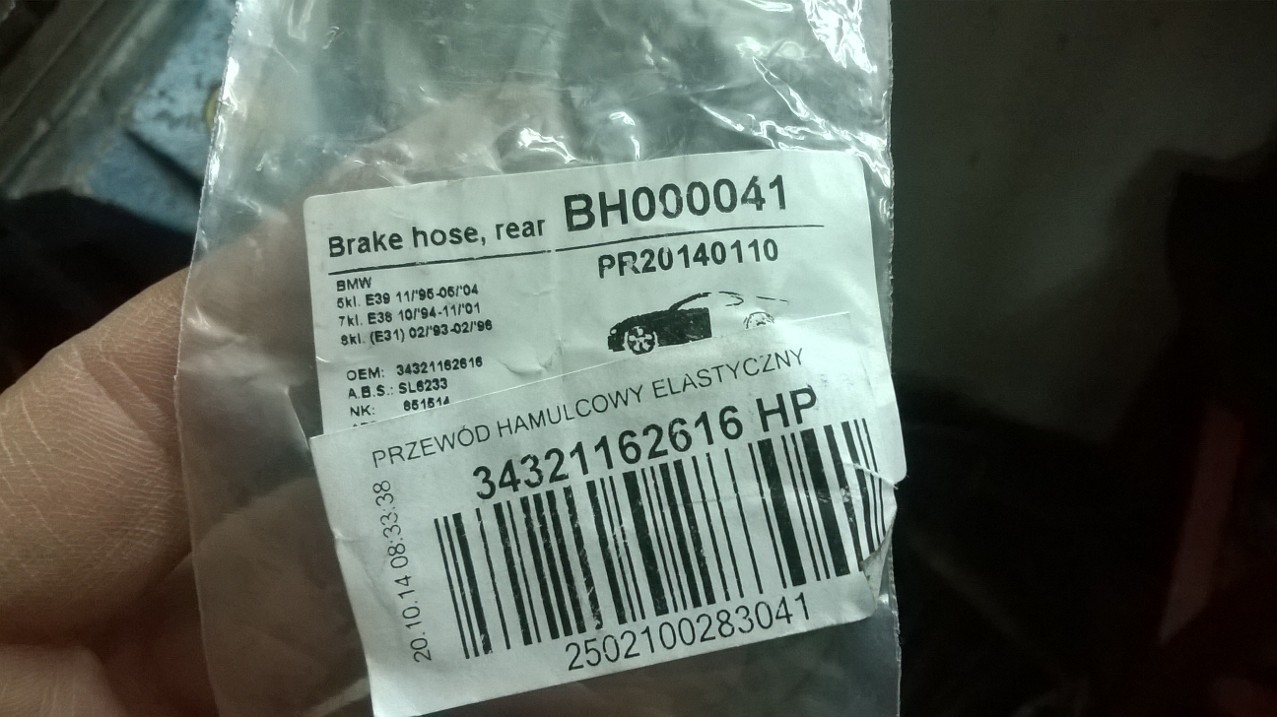 Brake hose, rear BH000041
PR20140110
BMW
5kl. E39 11/'95-05/'04
7kl. E38 10/'94-11/'01
8kl. (E31) 02/'93-02/'96
OEM: 34321162616
A.B.S.: SL6233
NK: 851514
PRZEWÓD HAMULCOWY ELASTYCZNY
34321162616 HP
20.10.14 08:33:38
2502100283041